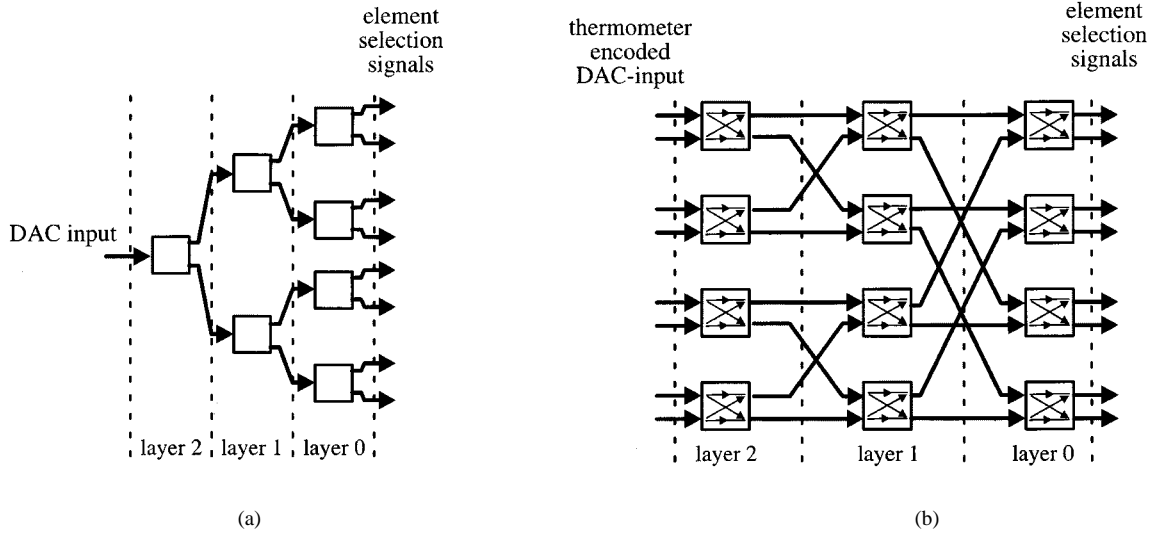 element
selection
signals
DAC input
layer 2
layer 1
layer 0
(a)
thermometer
encoded
DAC-input
element
selection
signals
layer 2
layer 1
layer 0
(b)